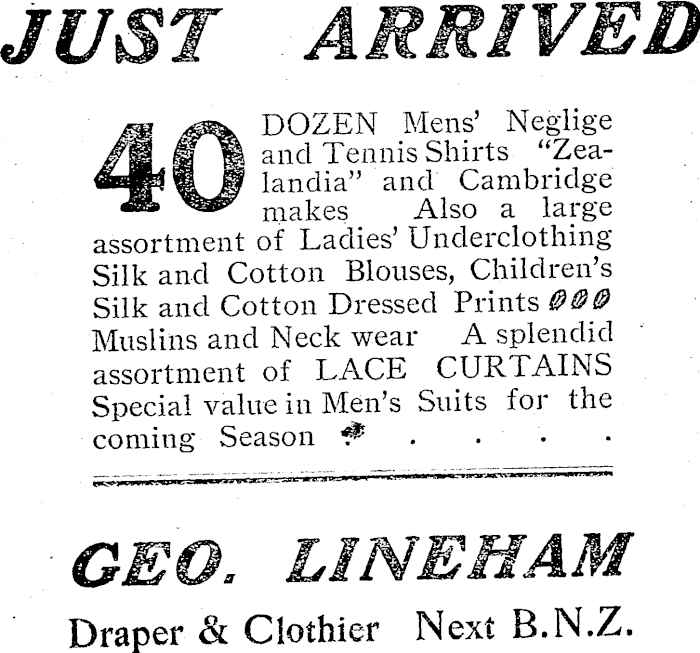 JUST ARRIVED
40 DOZEN Mens' Neglige
and Tennis Shirts "Zea-
landia" and Cambridge
makes Also a large
assortment of Ladies' Underclothing
Silk and Cotton Blouses, Children's
Silk and Cotton Dressed Prints
Muslins and Neck wear A splendid
assortment of LACE CURTAINS
Special value in Men's Suits for the
coming Season . . . .
GEO. LINEHAM
Draper & Clothier Next B.N.Z.